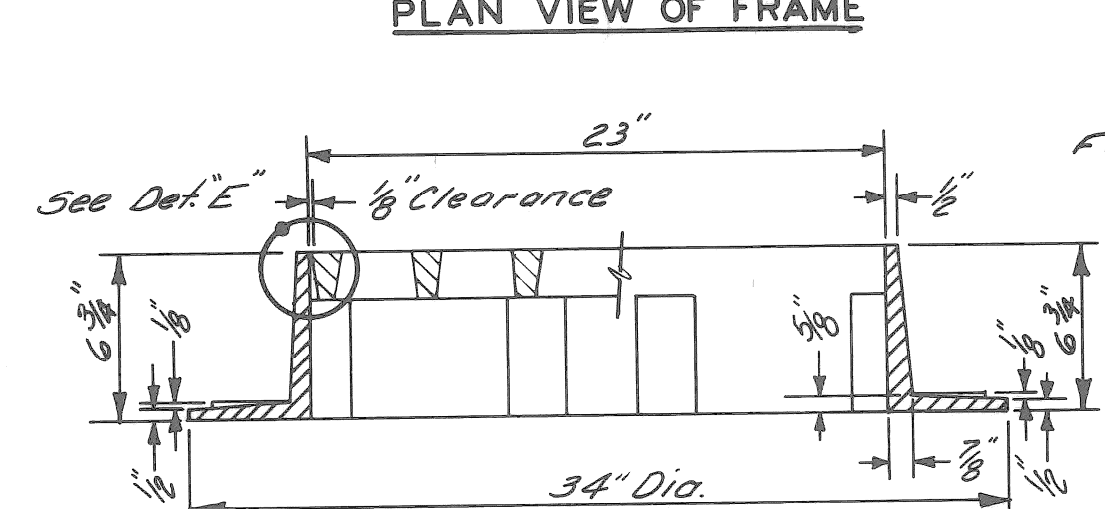 PLAN VIEW OF FRAME
23"
F
See Det. "E"
1/8" Clearance
1/2"
6 3/4"
1/8"
5/8"
1/8"
6 3/4"
1/2"
7/8"
1/2"
34" Dia.